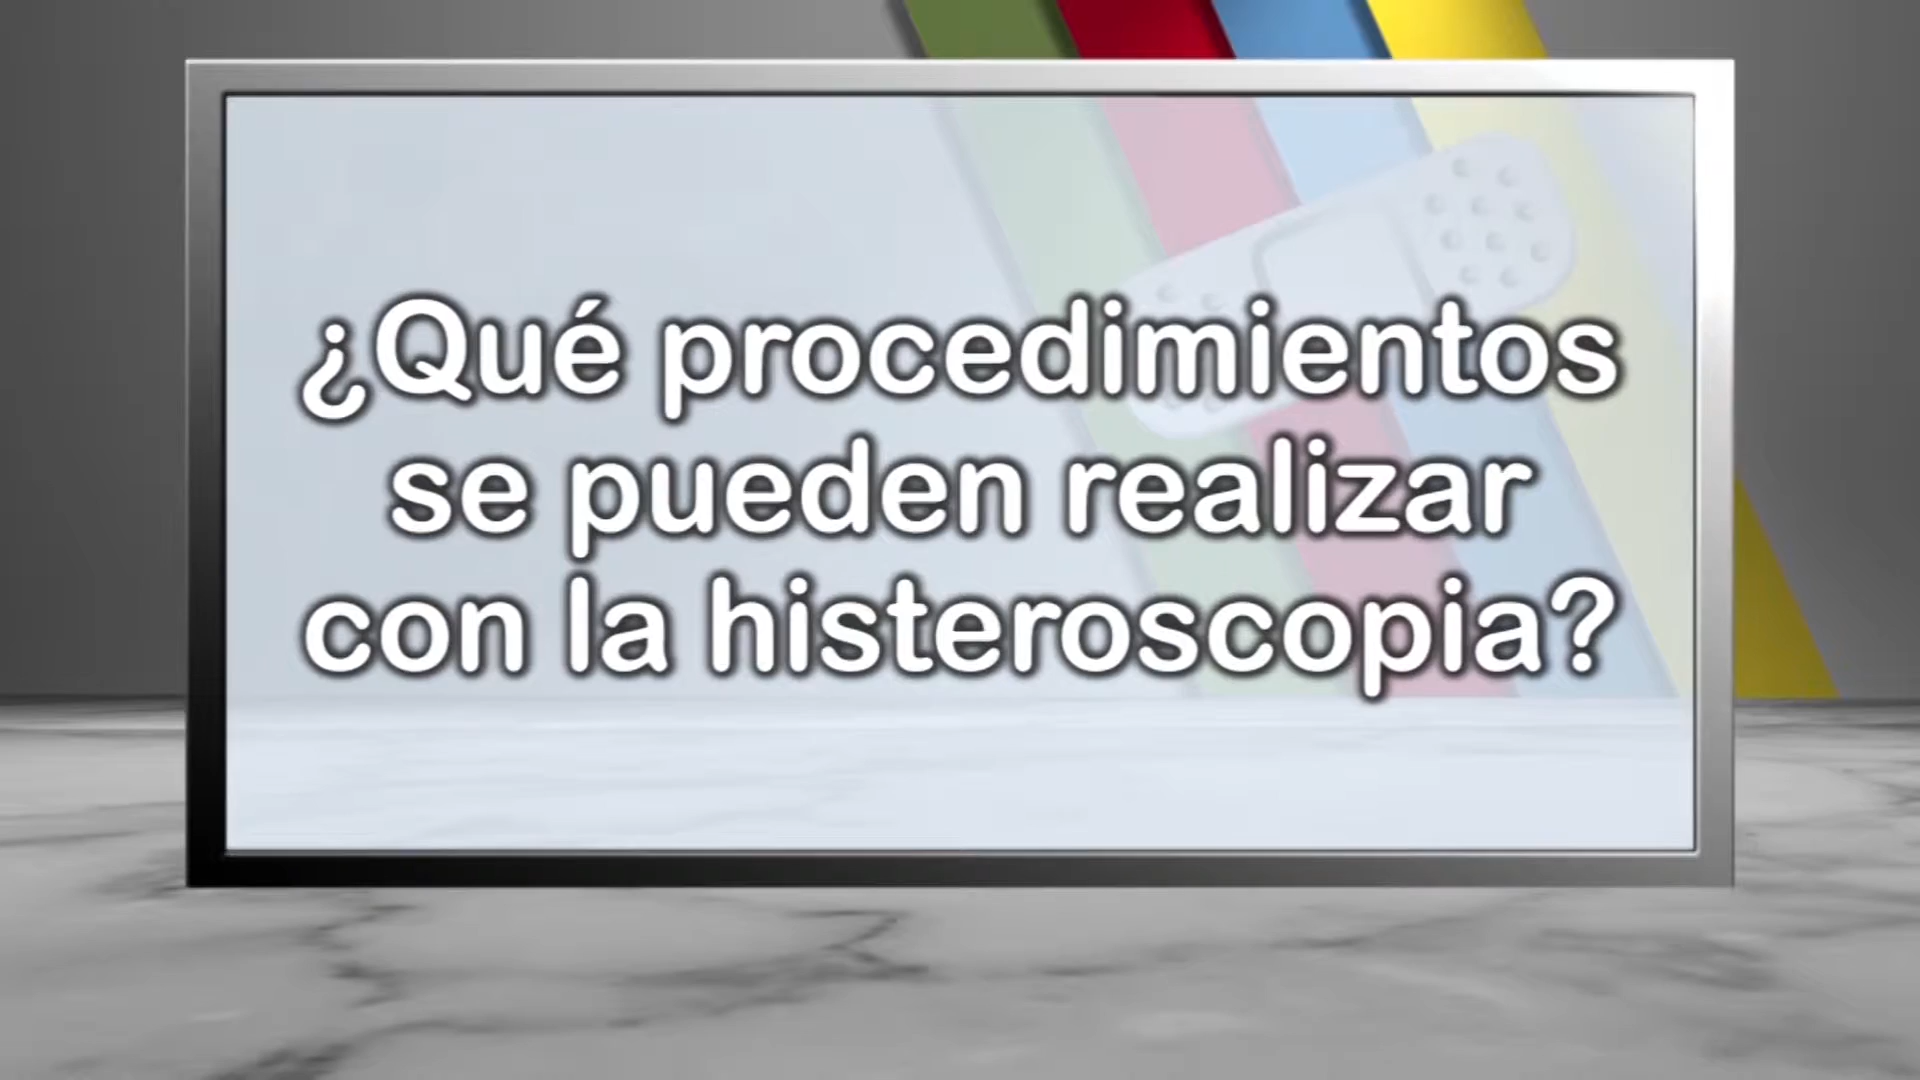 ¿Qué procedimientos
se pueden realizar
con la histeroscopia?